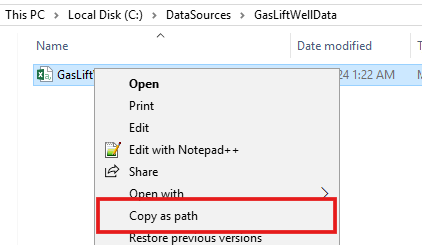 This PC > Local Disk (C:) > DataSources > GasLiftWellData
Name
Date modified
GasLift
24 1:22 AM
Open
Print
Edit
Edit with Notepad++
Share
Open with
Copy as path
Restore previous versions